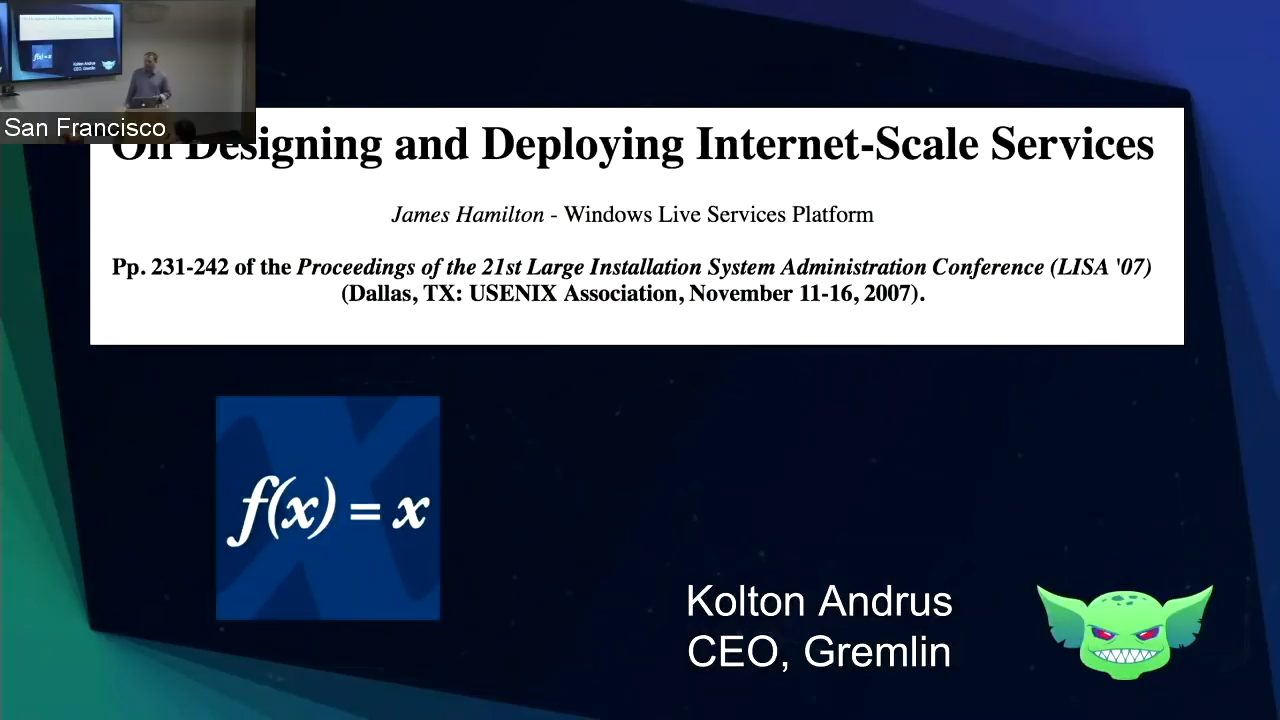 San Francisco
On Designing and Deploying Internet-Scale Services
James Hamilton - Windows Live Services Platform
Pp. 231-242 of the Proceedings of the 21st Large Installation System Administration Conference (LISA '07)
(Dallas, TX: USENIX Association, November 11-16, 2007).
f(x) = x
Kolton Andrus
CEO, Gremlin